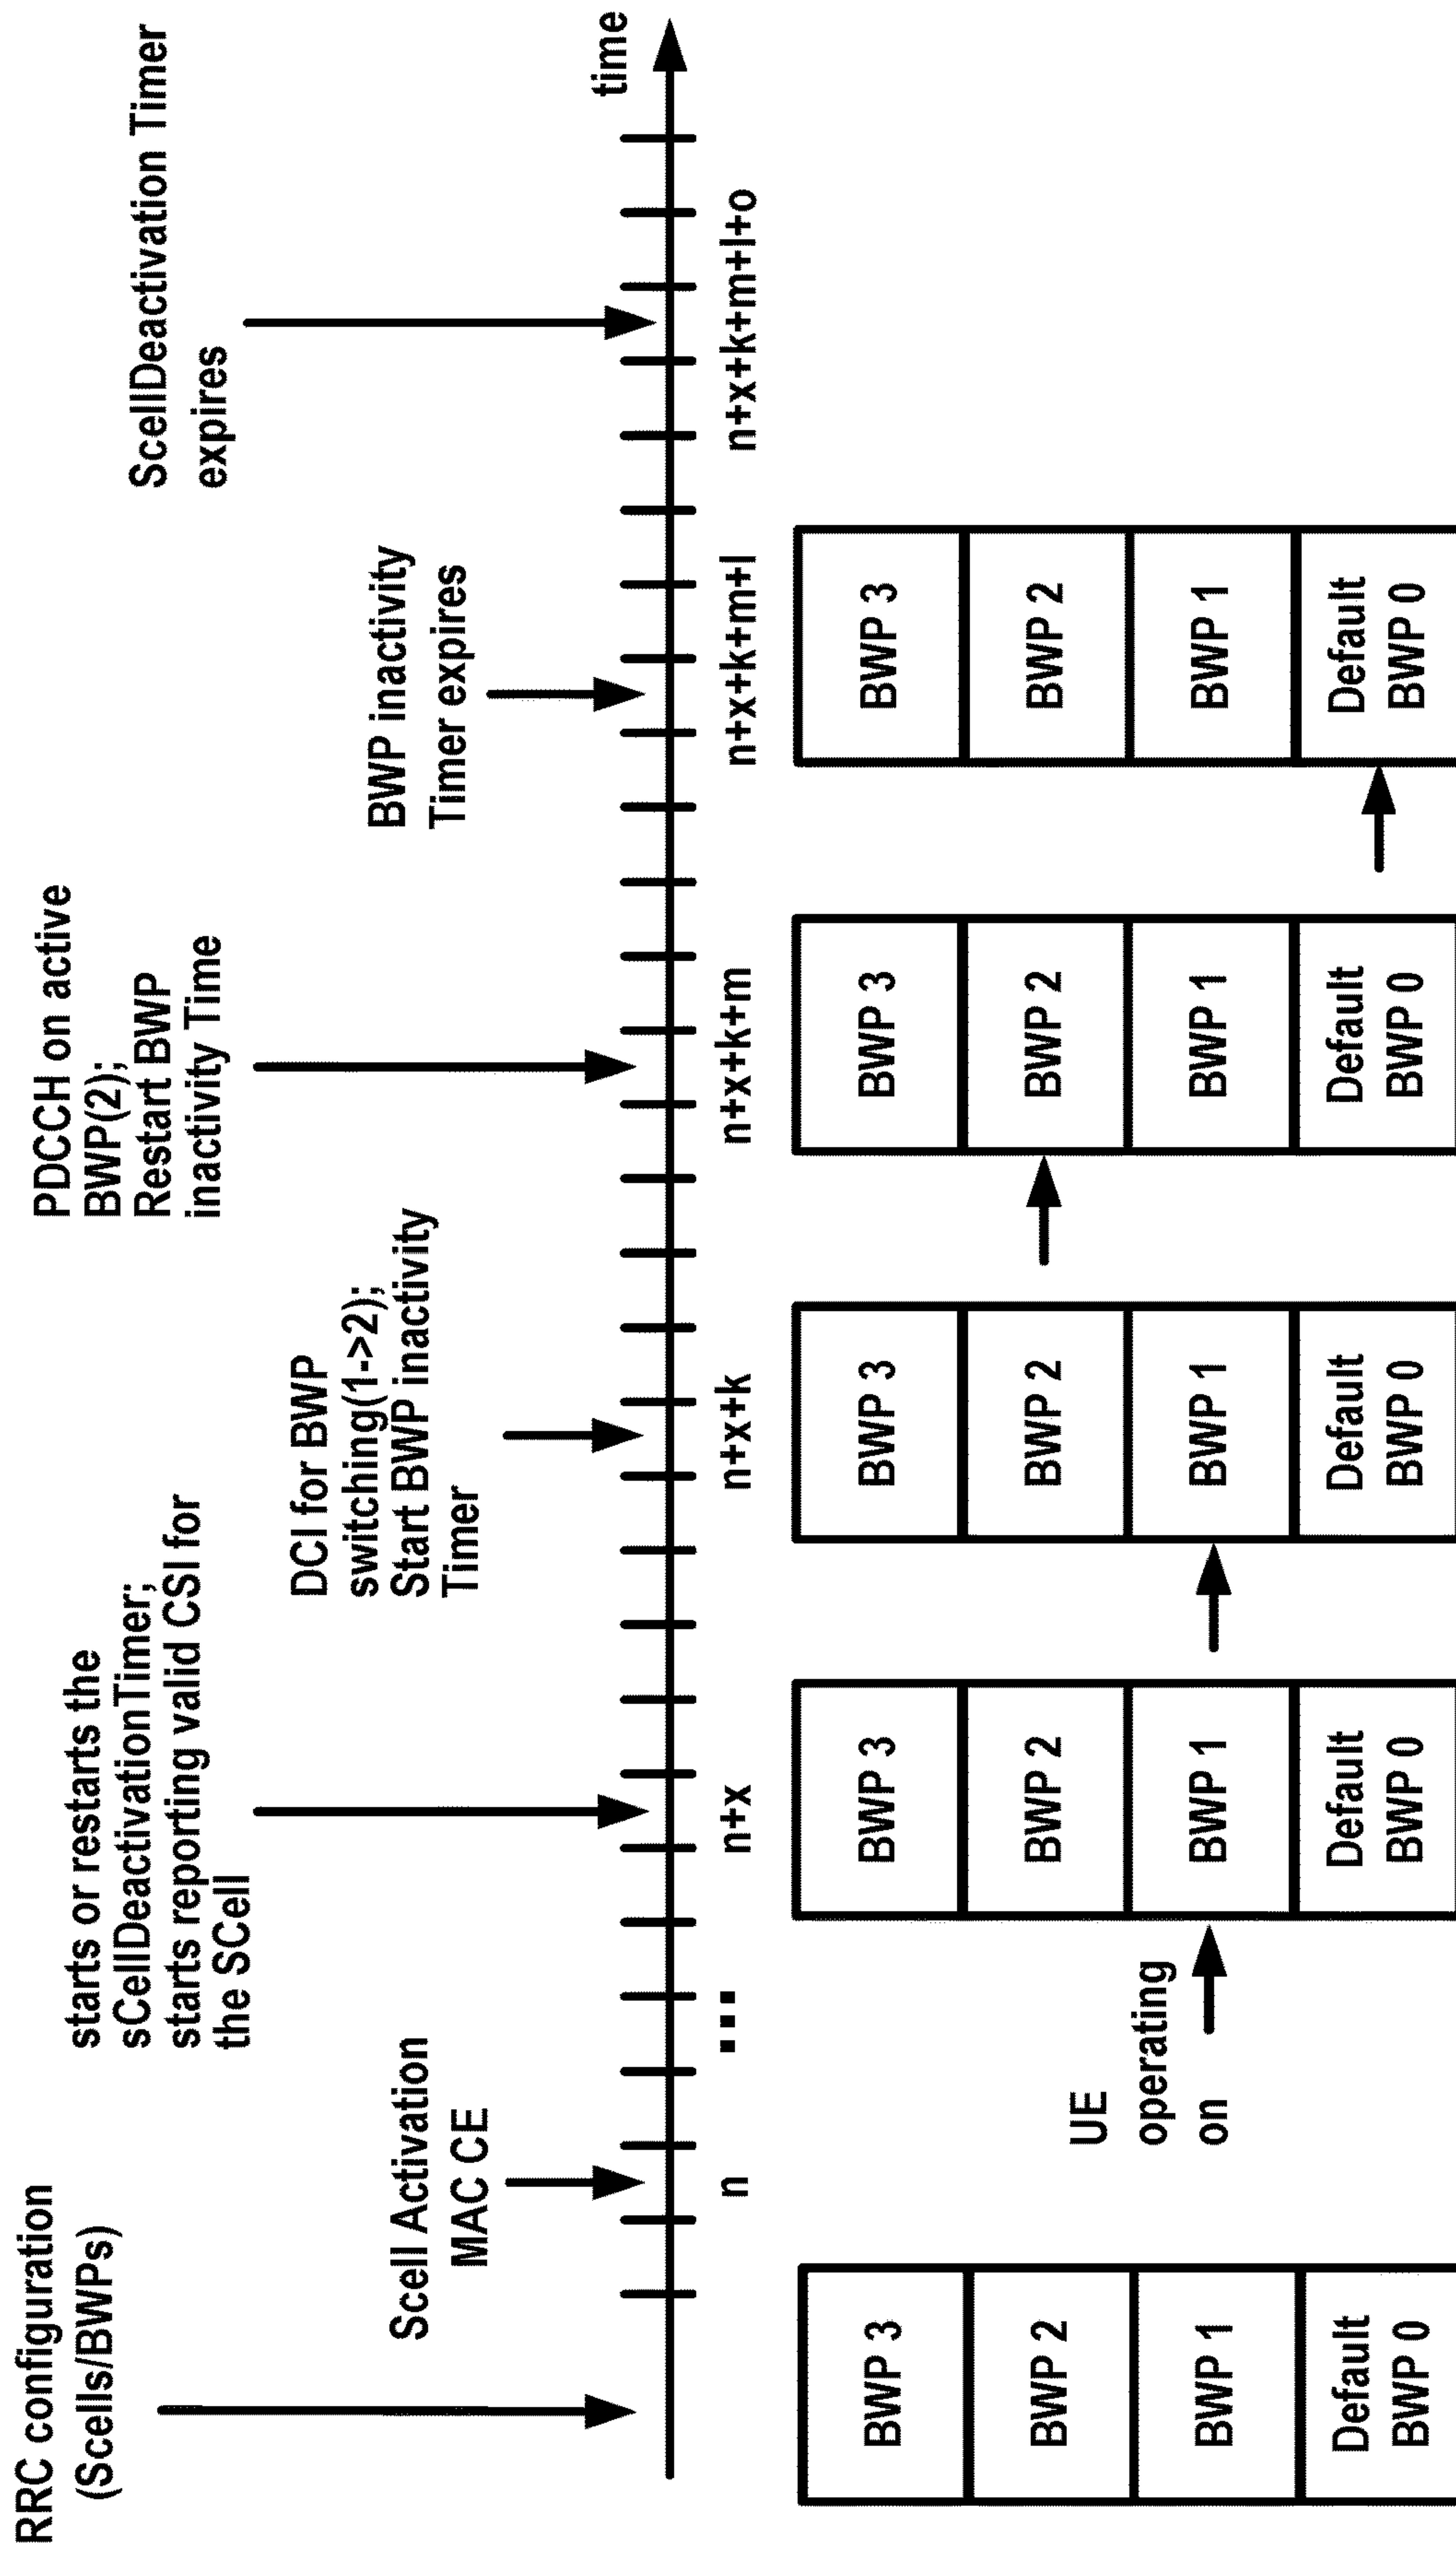 RRC configuration
(Scells/BWPs)
Scell Activation
MAC CE
starts or restarts the
sCellDeactivationTimer;
starts reporting valid CSI for
the SCell
DCI for BWP
switching(1->2);
Start BWP inactivity
Timer
PDCCH on active
BWP(2);
Restart BWP
inactivity Time
BWP inactivity
Timer expires
ScellDeactivation Timer
expires
time
n
...
n+x
n+x+k
n+x+k+m
n+x+k+m+l
n+x+k+m+l+o
BWP 3
BWP 2
BWP 1
Default
BWP 0
UE
operating
on
BWP 3
BWP 2
BWP 1
Default
BWP 0
BWP 3
BWP 2
BWP 1
Default
BWP 0
BWP 3
BWP 2
BWP 1
Default
BWP 0
BWP 3
BWP 2
BWP 1
Default
BWP 0